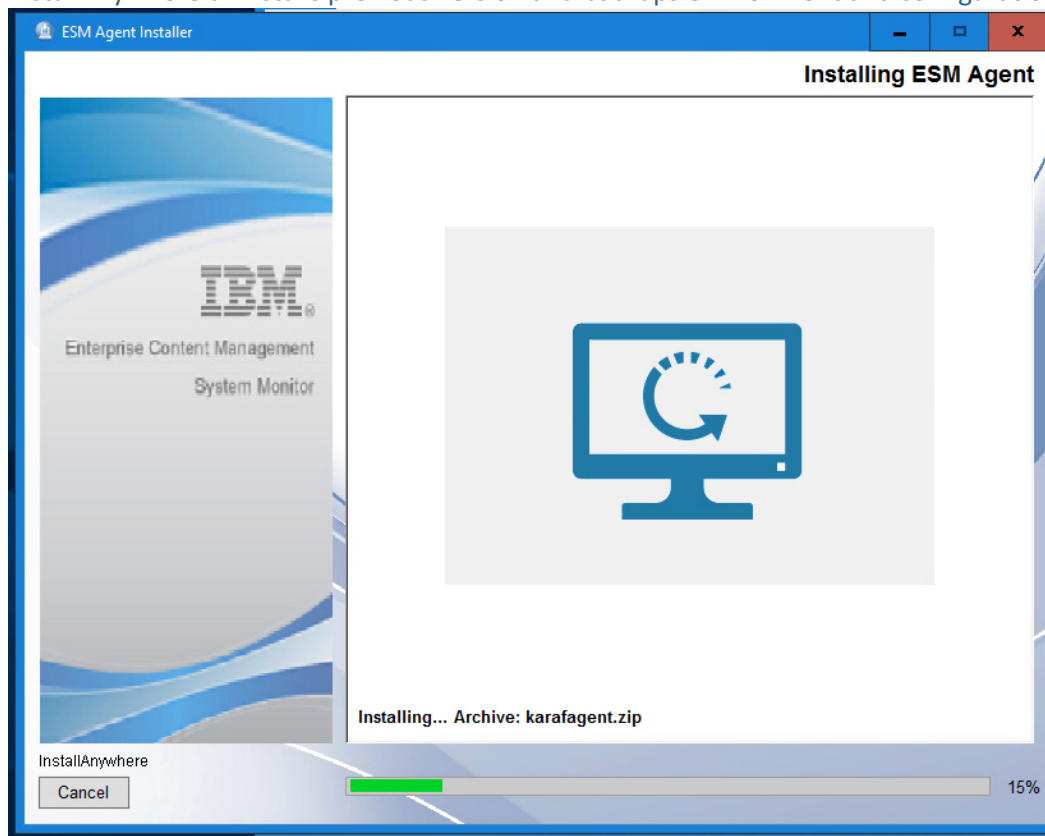 ESM Agent Installer
Installing ESM Agent
IBM®
Enterprise Content Management
System Monitor
Installing... Archive: karafagent.zip
InstallAnywhere
Cancel
15%